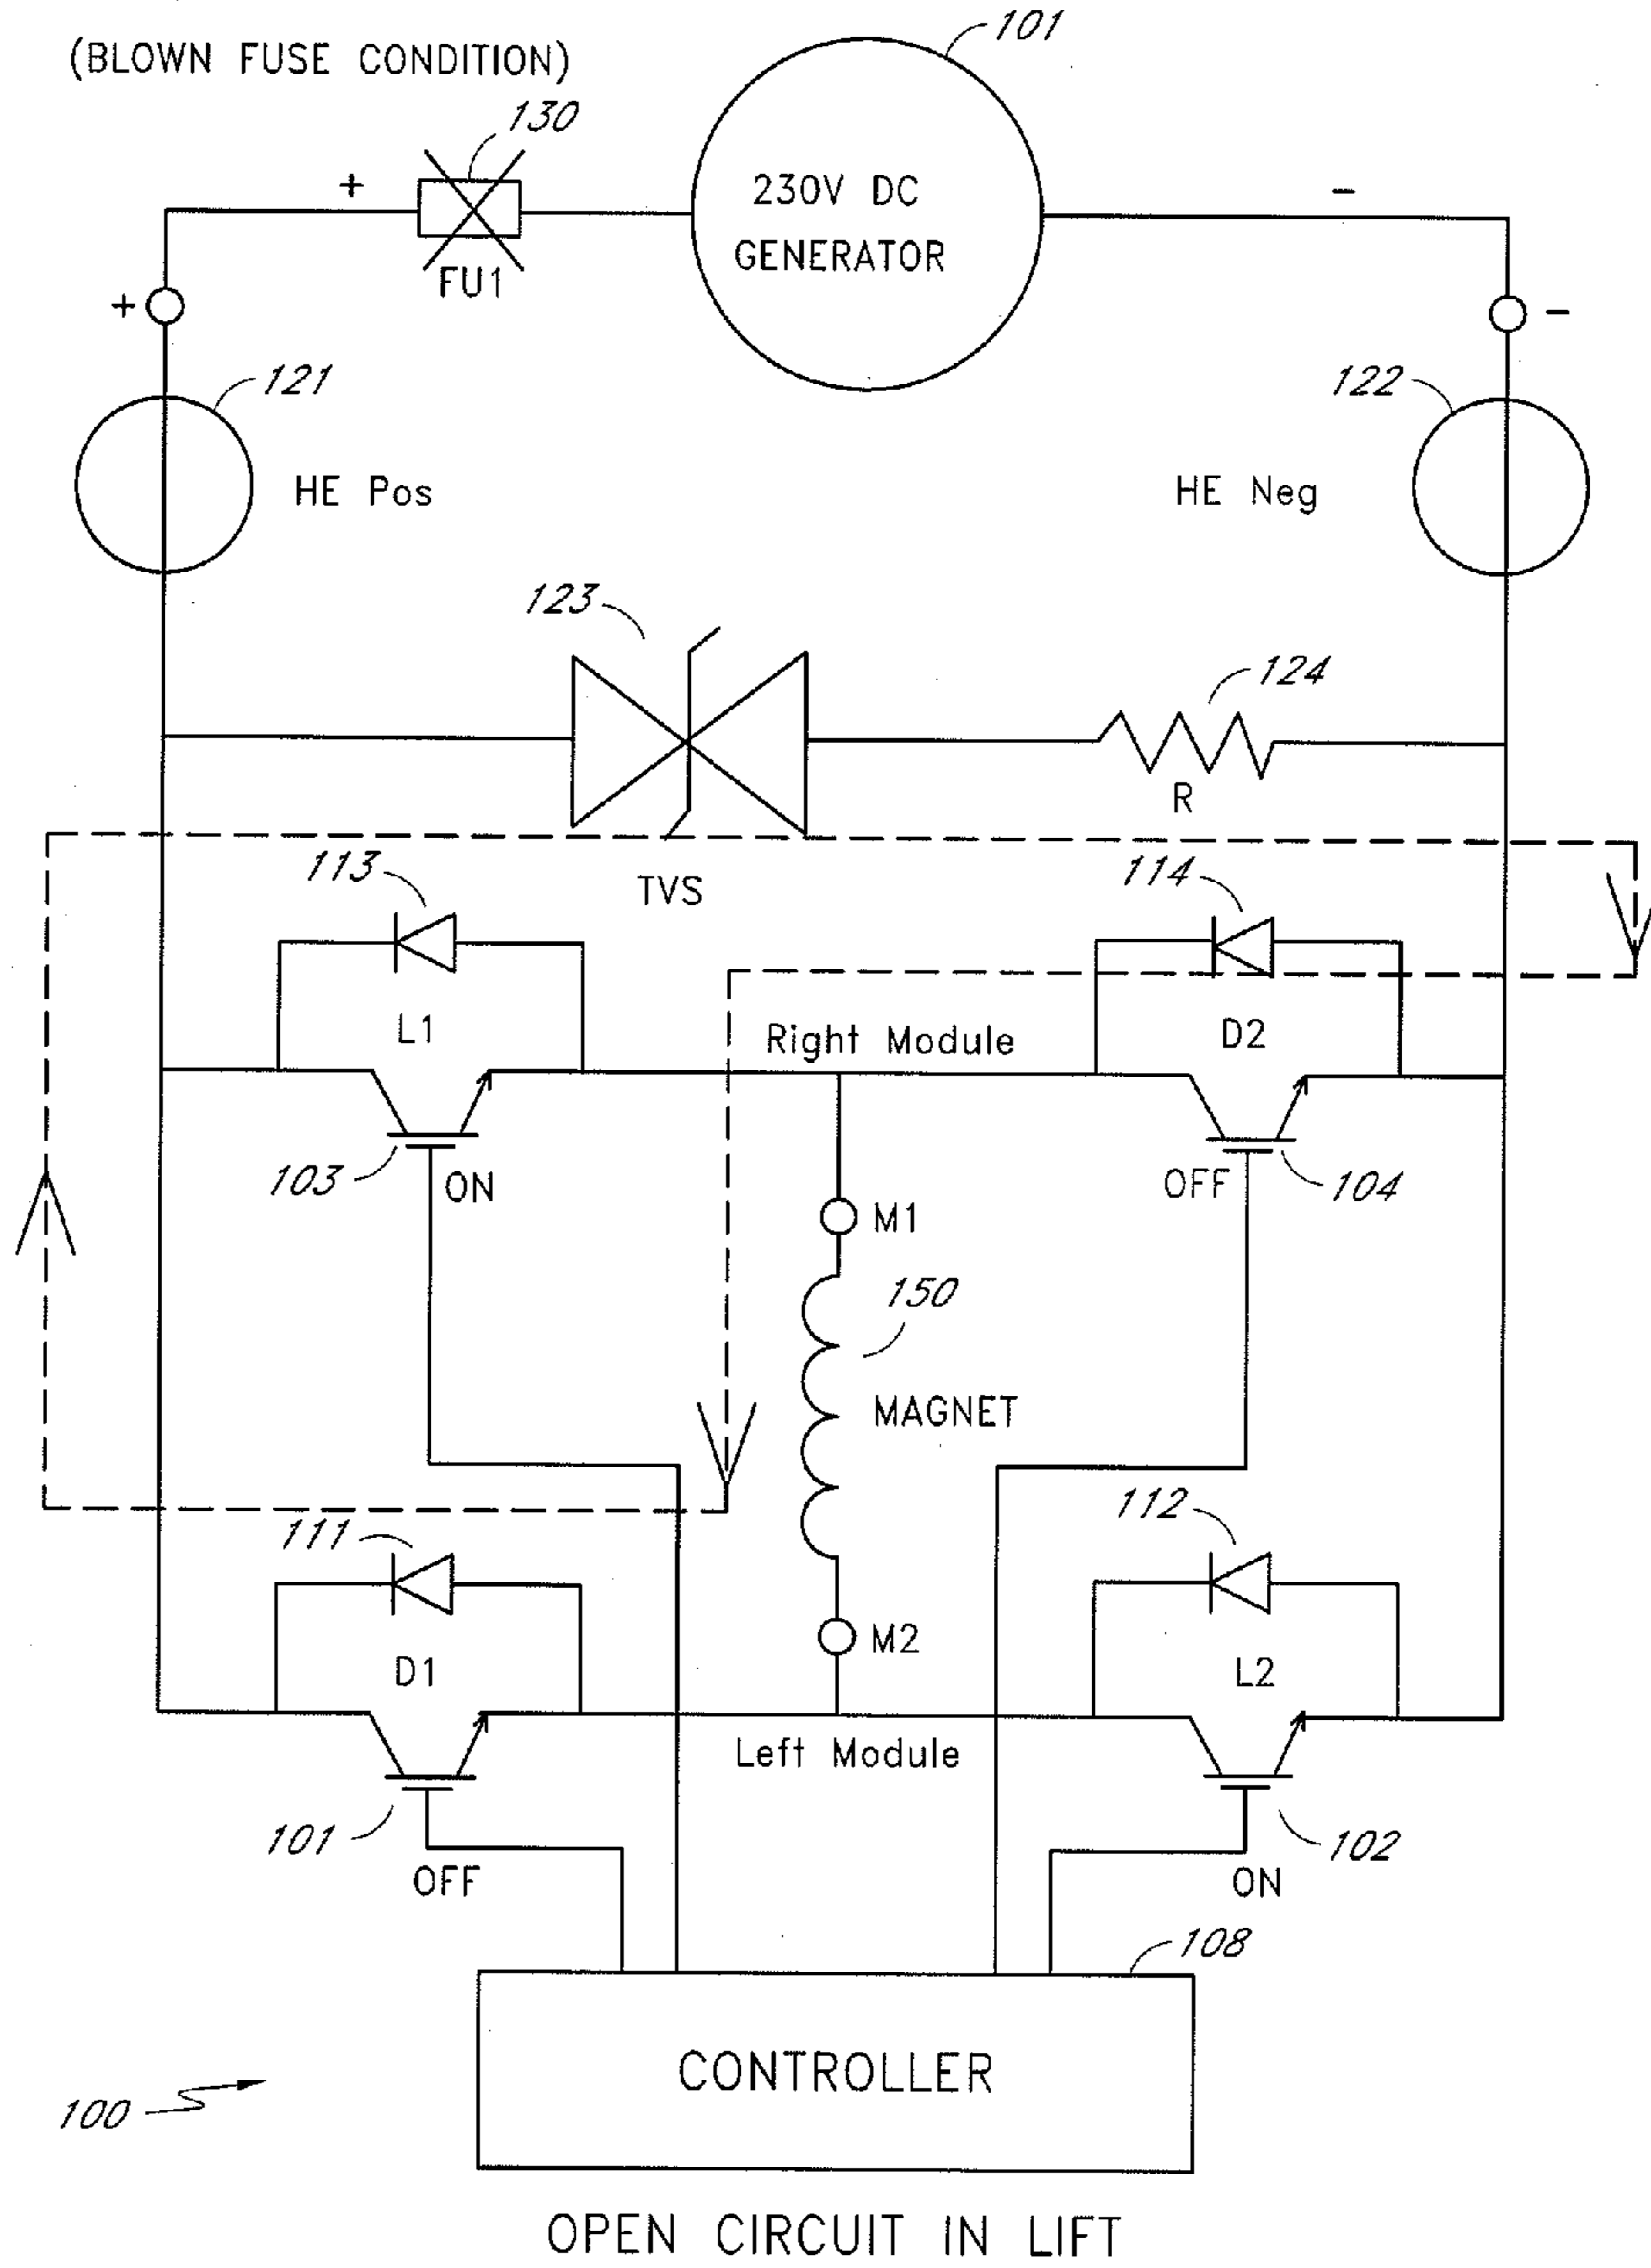 101
(BLOWN FUSE CONDITION)
130
+
230V DC
GENERATOR
-
FU1
+
-
121
122
HE Pos
HE Neg
123
124
R
113
TVS
114
L1
Right Module
D2
103
ON
OFF
104
M1
150
MAGNET
111
112
M2
D1
L2
Left Module
101
OFF
102
ON
108
CONTROLLER
100
OPEN CIRCUIT IN LIFT